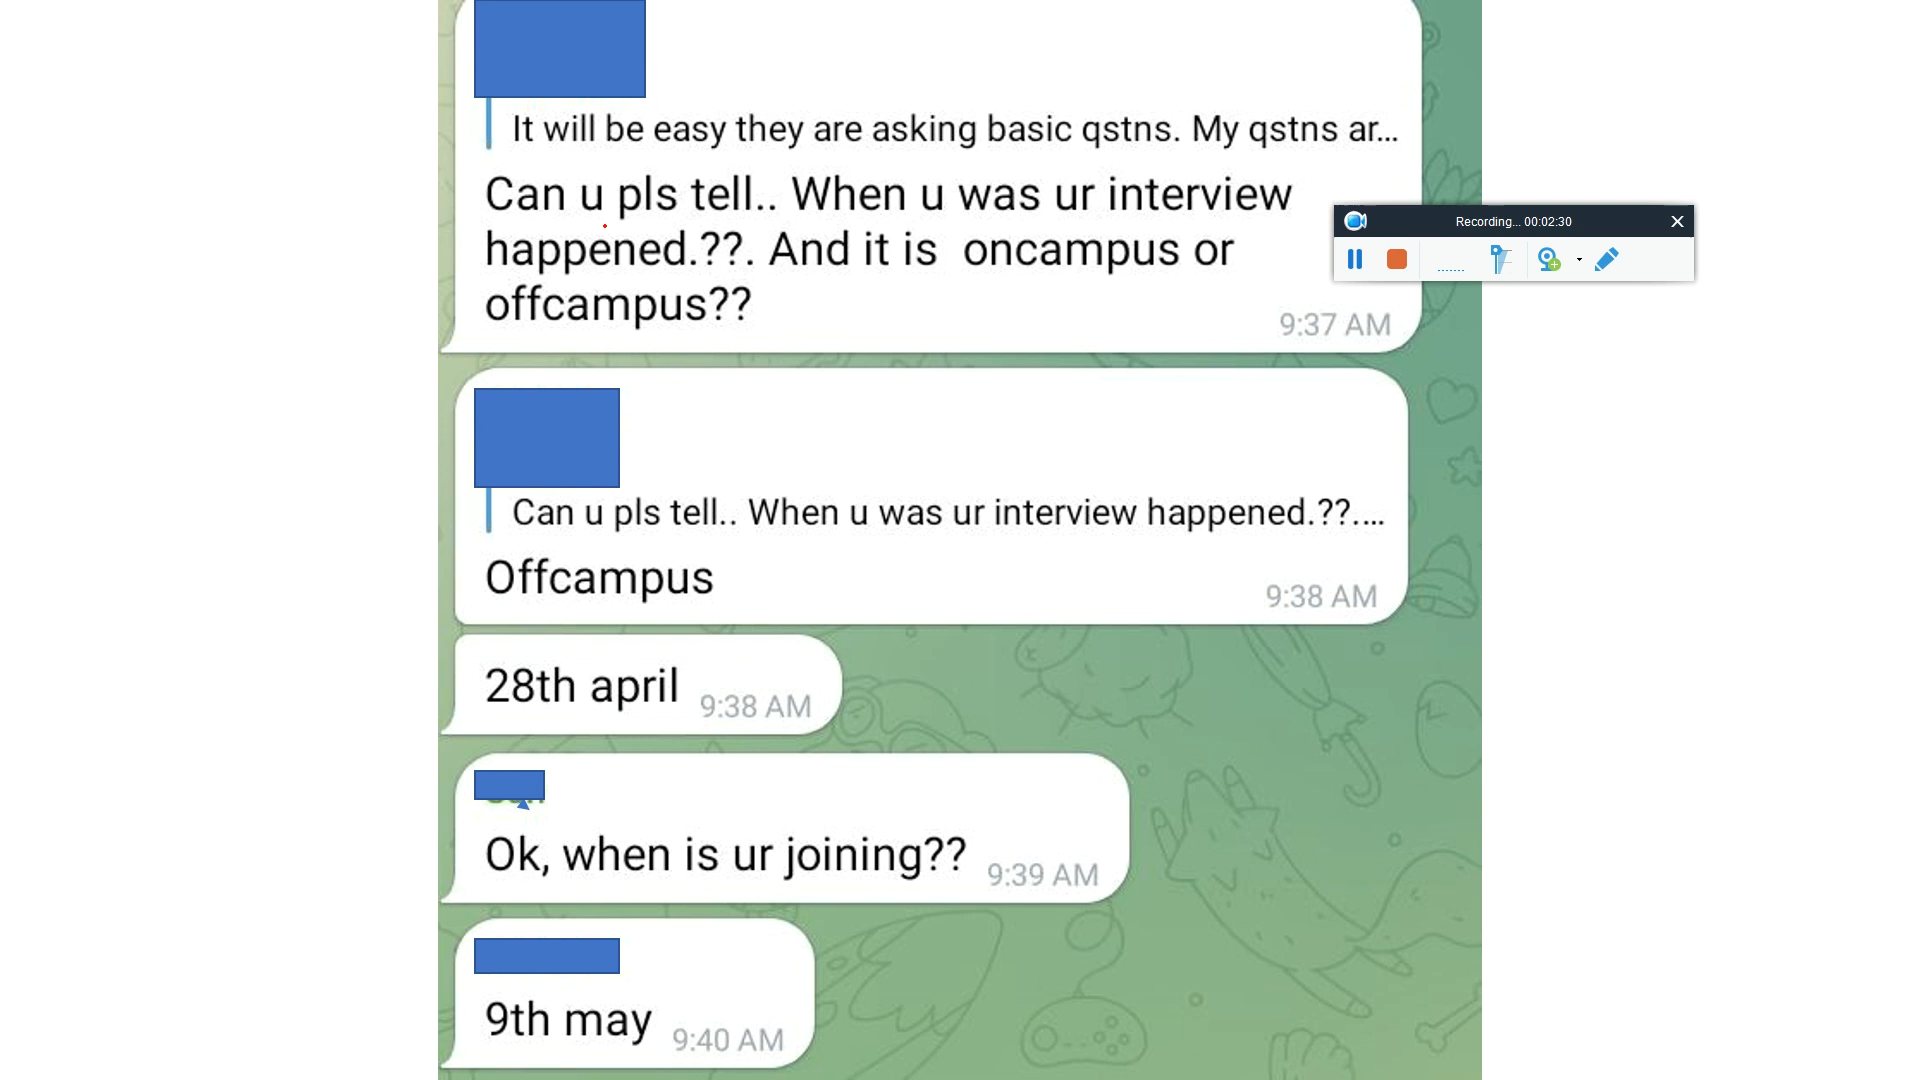 It will be easy they are asking basic qstns. My qstns ar...
Can u pls tell.. When u was ur interview
happened.??. And it is  oncampus or
offcampus??
9:37 AM
Recording... 00:02:30
Can u pls tell.. When u was ur interview happened.??....
Offcampus
9:38 AM
28th april 9:38 AM
Ok, when is ur joining?? 9:39 AM
9th may 9:40 AM